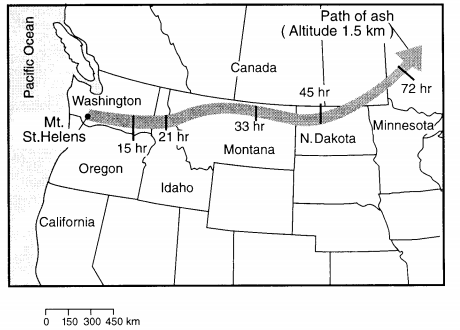 Path of ash
( Altitude 1.5 km )
Pacific Ocean
Canada
45 hr
72 hr
Washington
Mt.
St.Helens
15 hr
21 hr
33 hr
N.Dakota
Minnesota
Montana
Oregon
Idaho
California
0 150 300 450 km